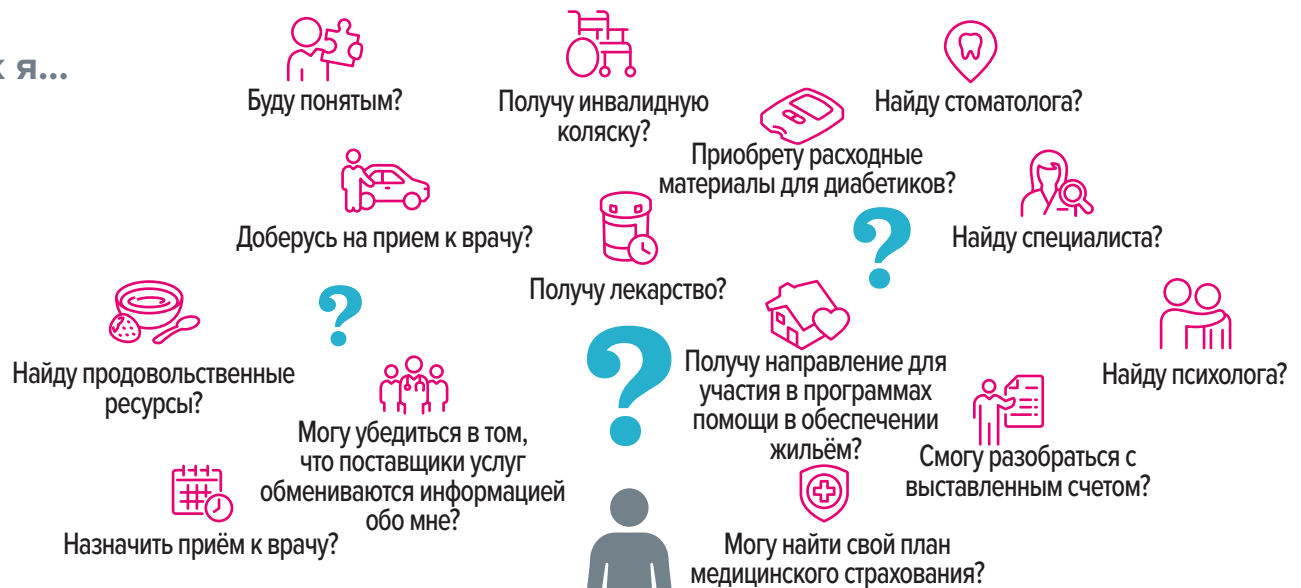 к я...
Буду понятым?
Получу инвалидную
коляску?
Найду стоматолога?
Приобрету расходные
материалы для диабетиков?
Доберусь на прием к врачу?
Найду специалиста?
Получу лекарство?
Найду продовольственные
ресурсы?
Получу направление для
участия в программах
помощи в обеспечении
жильём?
Найду психолога?
Могу убедиться в том,
что поставщики услуг
обмениваются информацией
обо мне?
Смогу разобраться с
выставленным счетом?
Назначить приём к врачу?
Могу найти свой план
медицинского страхования?
?
?
?